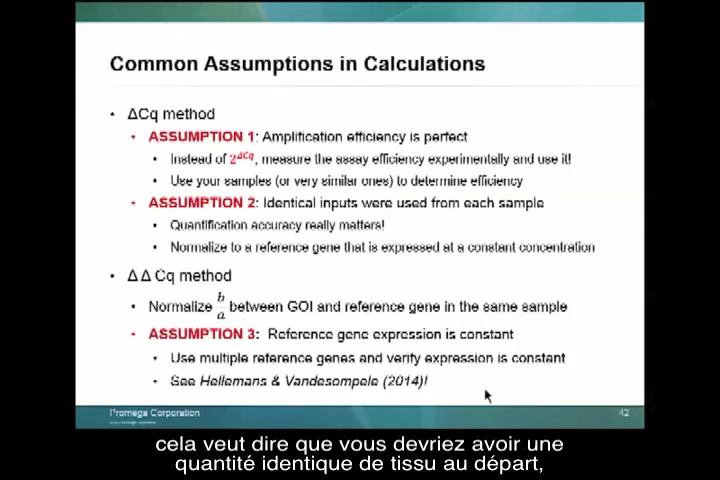 Common Assumptions in Calculations
• ΔCq method
• ASSUMPTION 1: Amplification efficiency is perfect
• Instead of 2^ΔCq, measure the assay efficiency experimentally and use it!
• Use your samples (or very similar ones) to determine efficiency
• ASSUMPTION 2: Identical inputs were used from each sample
• Quantification accuracy really matters!
• Normalize to a reference gene that is expressed at a constant concentration
• Δ Δ Cq method
• Normalize b/a between GOI and reference gene in the same sample
• ASSUMPTION 3: Reference gene expression is constant
• Use multiple reference genes and verify expression is constant
• See Hellemans & Vandesompele (2014)!
Promega Corporation
42
cela veut dire que vous devriez avoir une
quantité identique de tissu au départ,